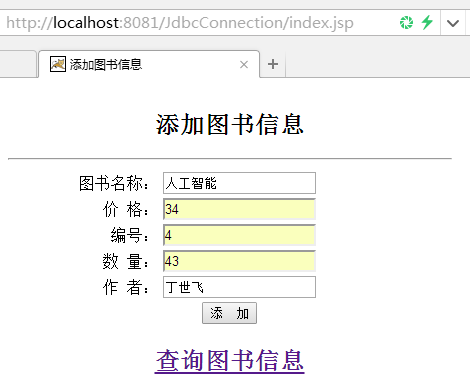 http://localhost:8081/JdbcConnection/index.jsp
添加图书信息
添加图书信息
图书名称： 人工智能
价 格： 34
编号： 4
数 量： 43
作 者： 丁世飞
添 加
查询图书信息